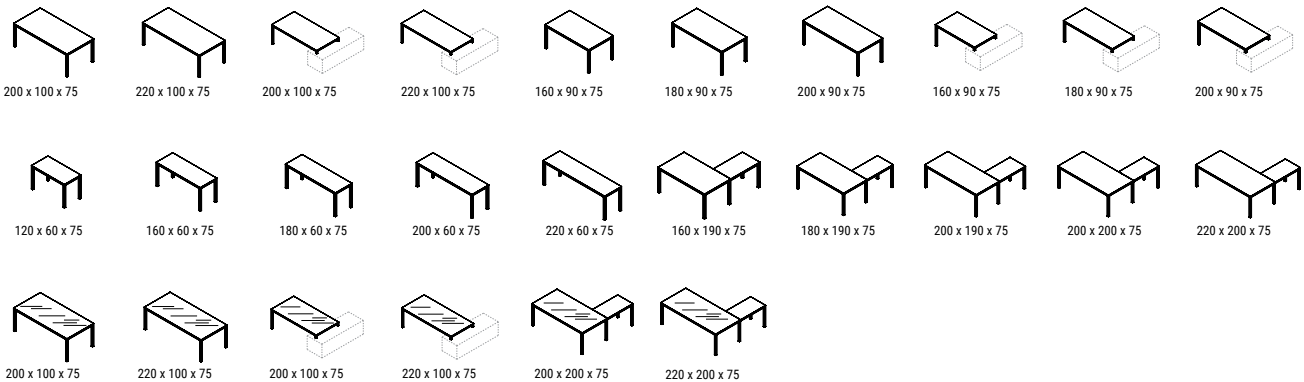 200 x 100 x 75
220 x 100 x 75
200 x 100 x 75
220 x 100 x 75
160 x 90 x 75
180 x 90 x 75
200 x 90 x 75
160 x 90 x 75
180 x 90 x 75
200 x 90 x 75
120 x 60 x 75
160 x 60 x 75
180 x 60 x 75
200 x 60 x 75
220 x 60 x 75
160 x 190 x 75
180 x 190 x 75
200 x 190 x 75
200 x 200 x 75
220 x 200 x 75
200 x 100 x 75
220 x 100 x 75
200 x 100 x 75
220 x 100 x 75
200 x 200 x 75
220 x 200 x 75